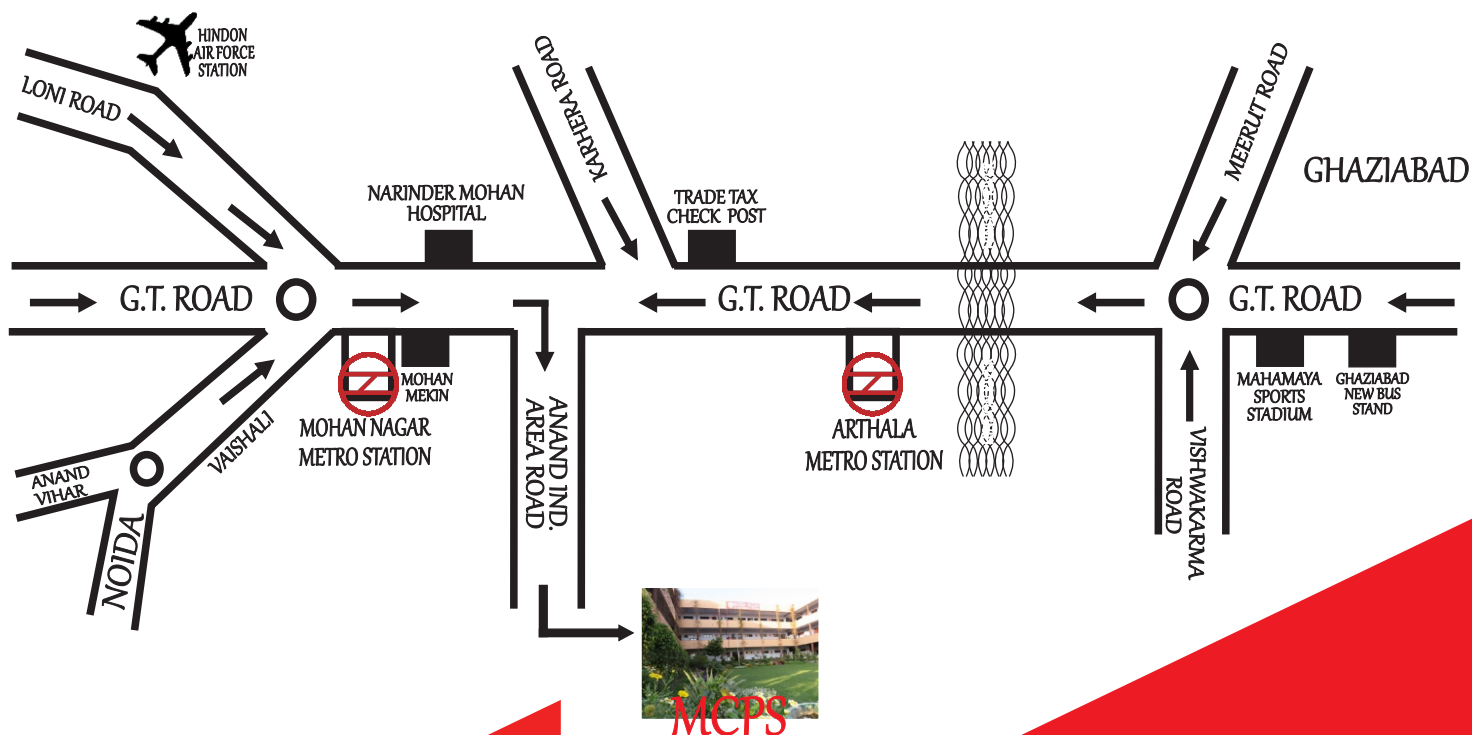 HINDON
AIR FORCE
STATION
LONI ROAD
KARHERA ROAD
MEERUT ROAD
GHAZIABAD
NARINDER MOHAN
HOSPITAL
TRADE TAX
CHECK POST
G.T. ROAD
G.T. ROAD
G.T. ROAD
MOHAN
MEKIN
MOHAN NAGAR
METRO STATION
VAISHALI
ANAND
VIHAR
NOIDA
ANAND IND.
AREA ROAD
ARTHALA
METRO STATION
VISHWAKARMA
ROAD
MAHAMAYA
SPORTS
STADIUM
GHAZIABAD
NEW BUS
STAND
MCPS